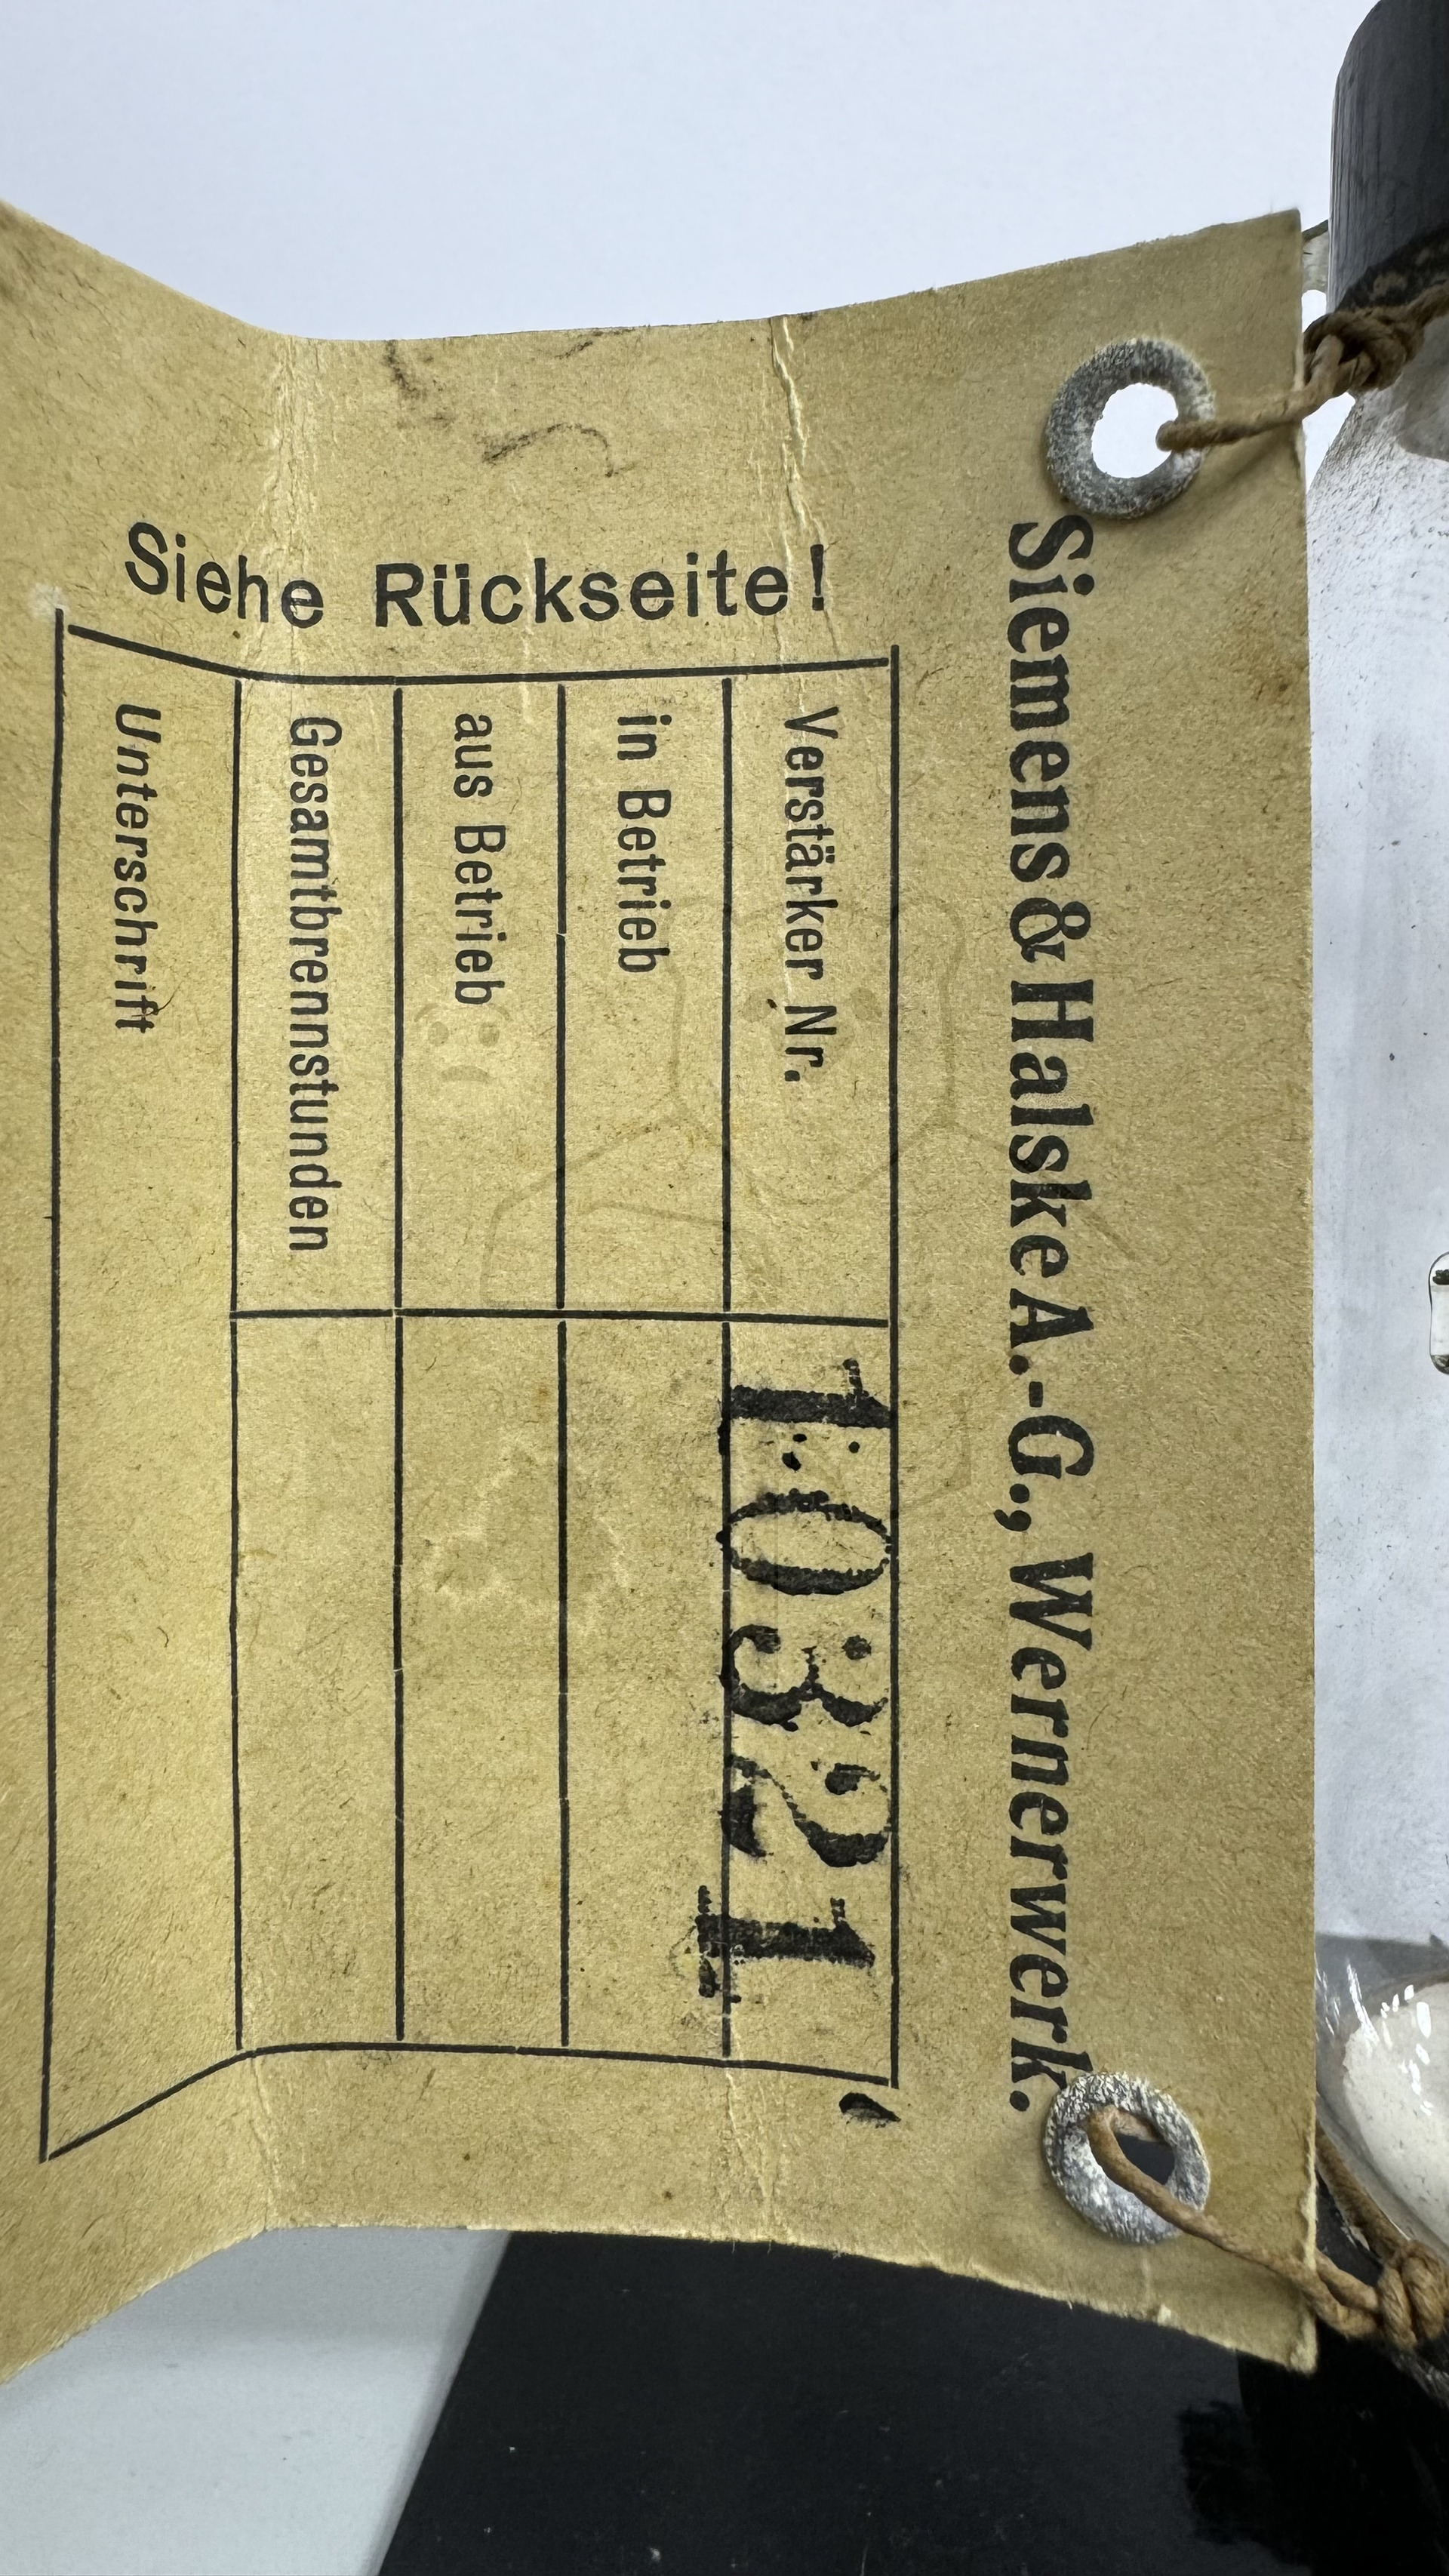 Siemens & Halske A.-G., Wernerwerk.
Verstärker Nr. 10321
in Betrieb
aus Betrieb
Gesamtbrennstunden
Unterschrift
Siehe Rückseite!